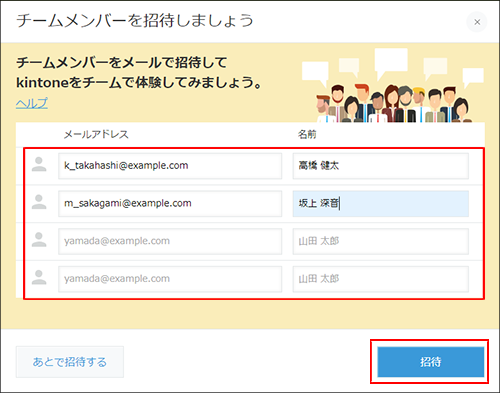 チームメンバーを招待しましょう
×
チームメンバーをメールで招待して
kintoneをチームで体験してみましょう。
ヘルプ
メールアドレス 名前
k_takahashi@example.com 高橋 健太
m_sakagami@example.com 坂上 深音
yamada@example.com 山田 太郎
yamada@example.com 山田 太郎
あとで招待する 招待